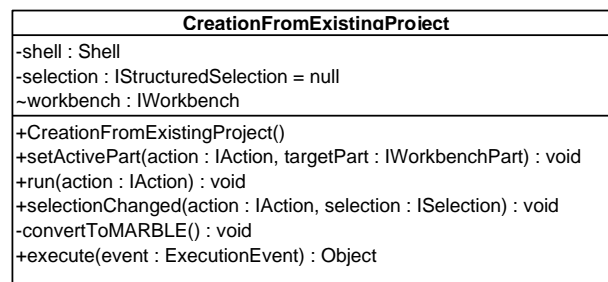 CreationFromExistingProject
-shell : Shell
-selection : IStructuredSelection = null
~workbench : IWorkbench
+CreationFromExistingProject()
+setActivePart(action : IAction, targetPart : IWorkbenchPart) : void
+run(action : IAction) : void
+selectionChanged(action : IAction, selection : ISelection) : void
-convertToMARBLE() : void
+execute(event : ExecutionEvent) : Object